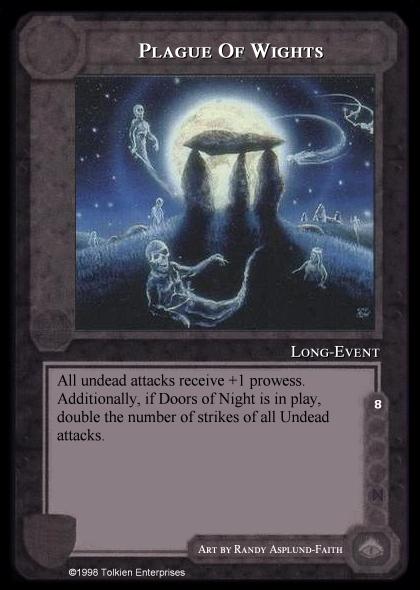 Plague Of Wights
Long-Event
All undead attacks receive +1 prowess.
Additionally, if Doors of Night is in play,
double the number of strikes of all Undead
attacks.
8
N
Art by Randy Asplund-Faith
©1998 Tolkien Enterprises